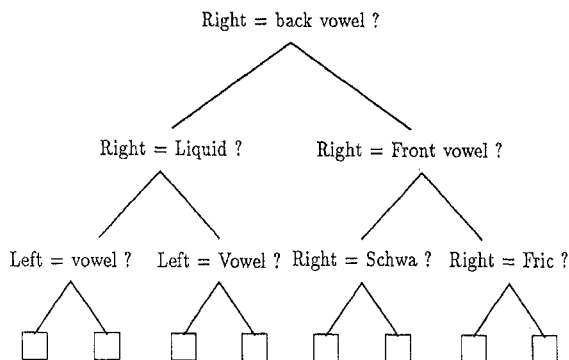 Right = back vowel ?
Right = Liquid ?
Right = Front vowel ?
Left = vowel ?
Left = Vowel ?
Right = Schwa ?
Right = Fric ?